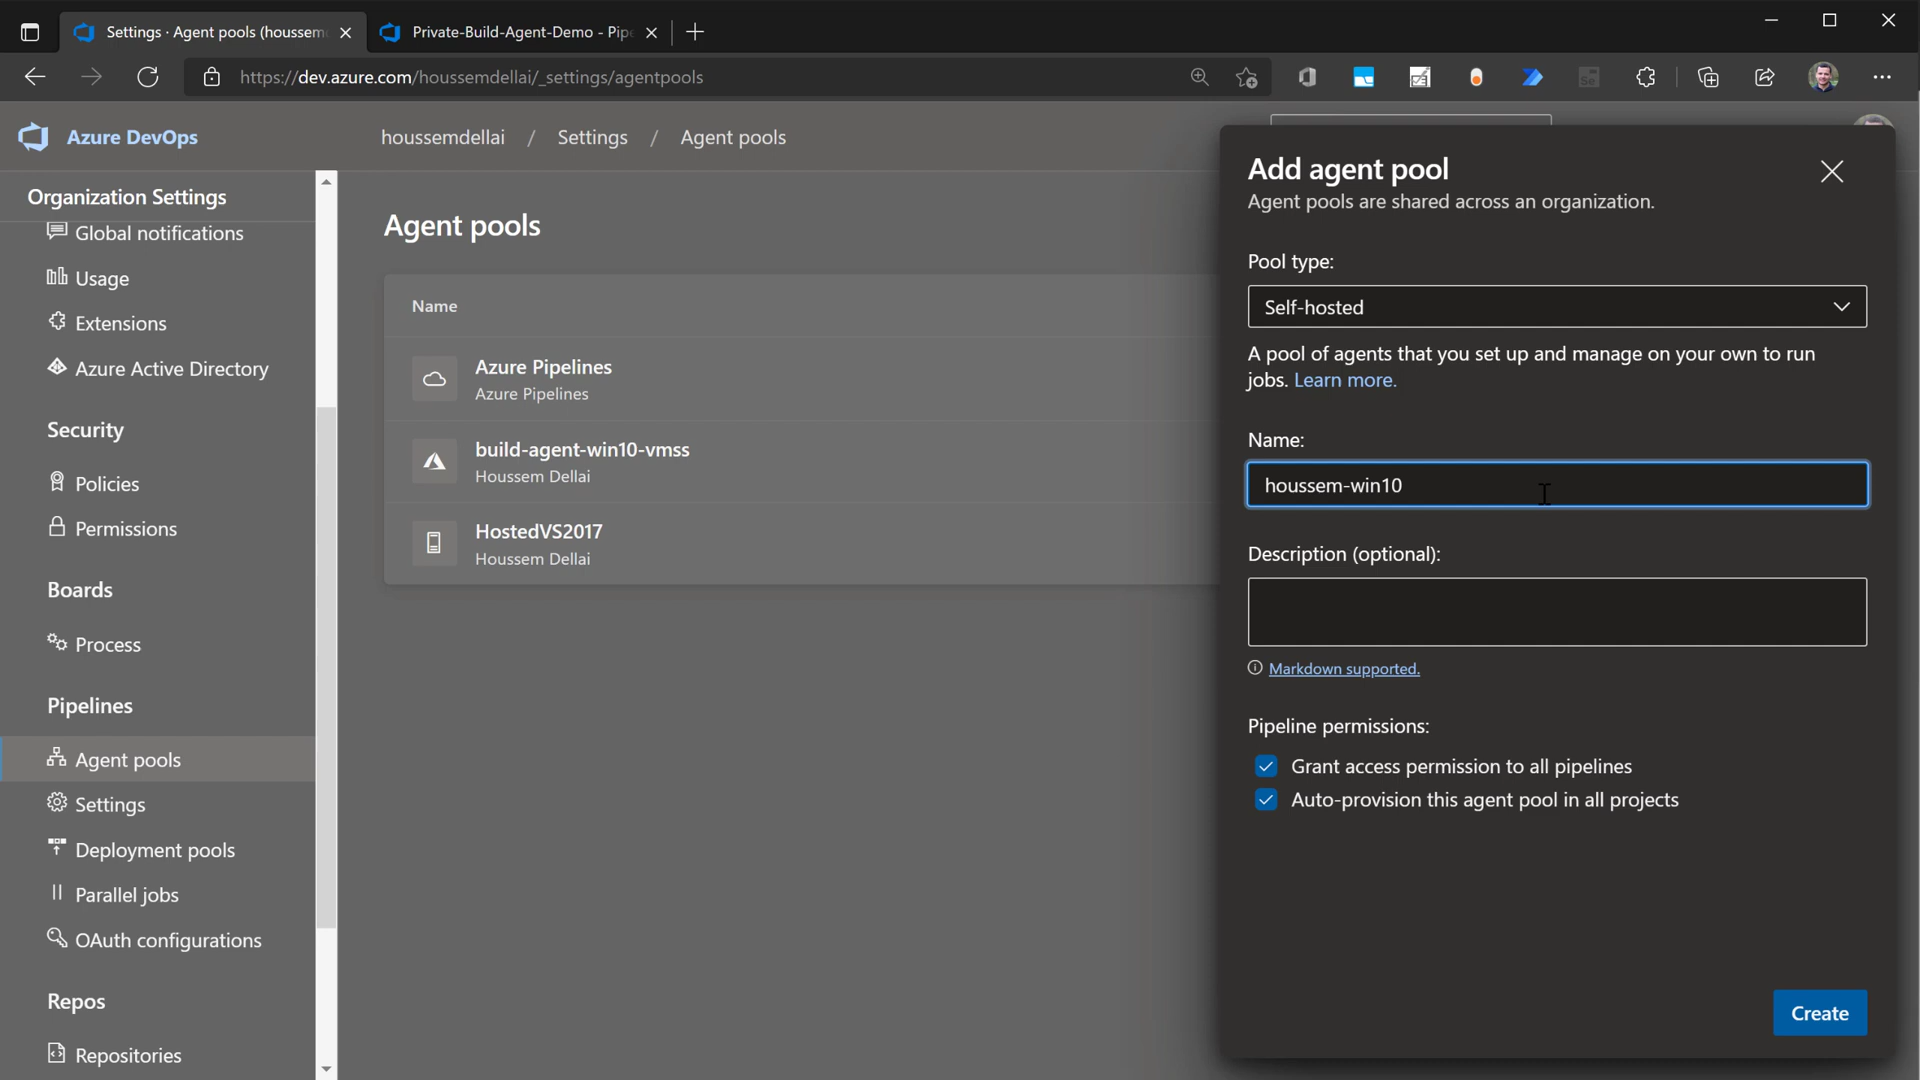 Settings · Agent pools (houssem
Private-Build-Agent-Demo - Pipe
https://dev.azure.com/houssemdellai/_settings/agentpools
Azure DevOps
houssemdellai / Settings / Agent pools
Organization Settings
Global notifications
Usage
Extensions
Azure Active Directory
Security
Policies
Permissions
Boards
Process
Pipelines
Agent pools
Settings
Deployment pools
Parallel jobs
OAuth configurations
Repos
Repositories
Agent pools
Name
Azure Pipelines
Azure Pipelines
build-agent-win10-vmss
Houssem Dellai
HostedVS2017
Houssem Dellai
Add agent pool
Agent pools are shared across an organization.
Pool type:
Self-hosted
A pool of agents that you set up and manage on your own to run
jobs. Learn more.
Name:
houssem-win10
Description (optional):
Markdown supported.
Pipeline permissions:
Grant access permission to all pipelines
Auto-provision this agent pool in all projects
Create